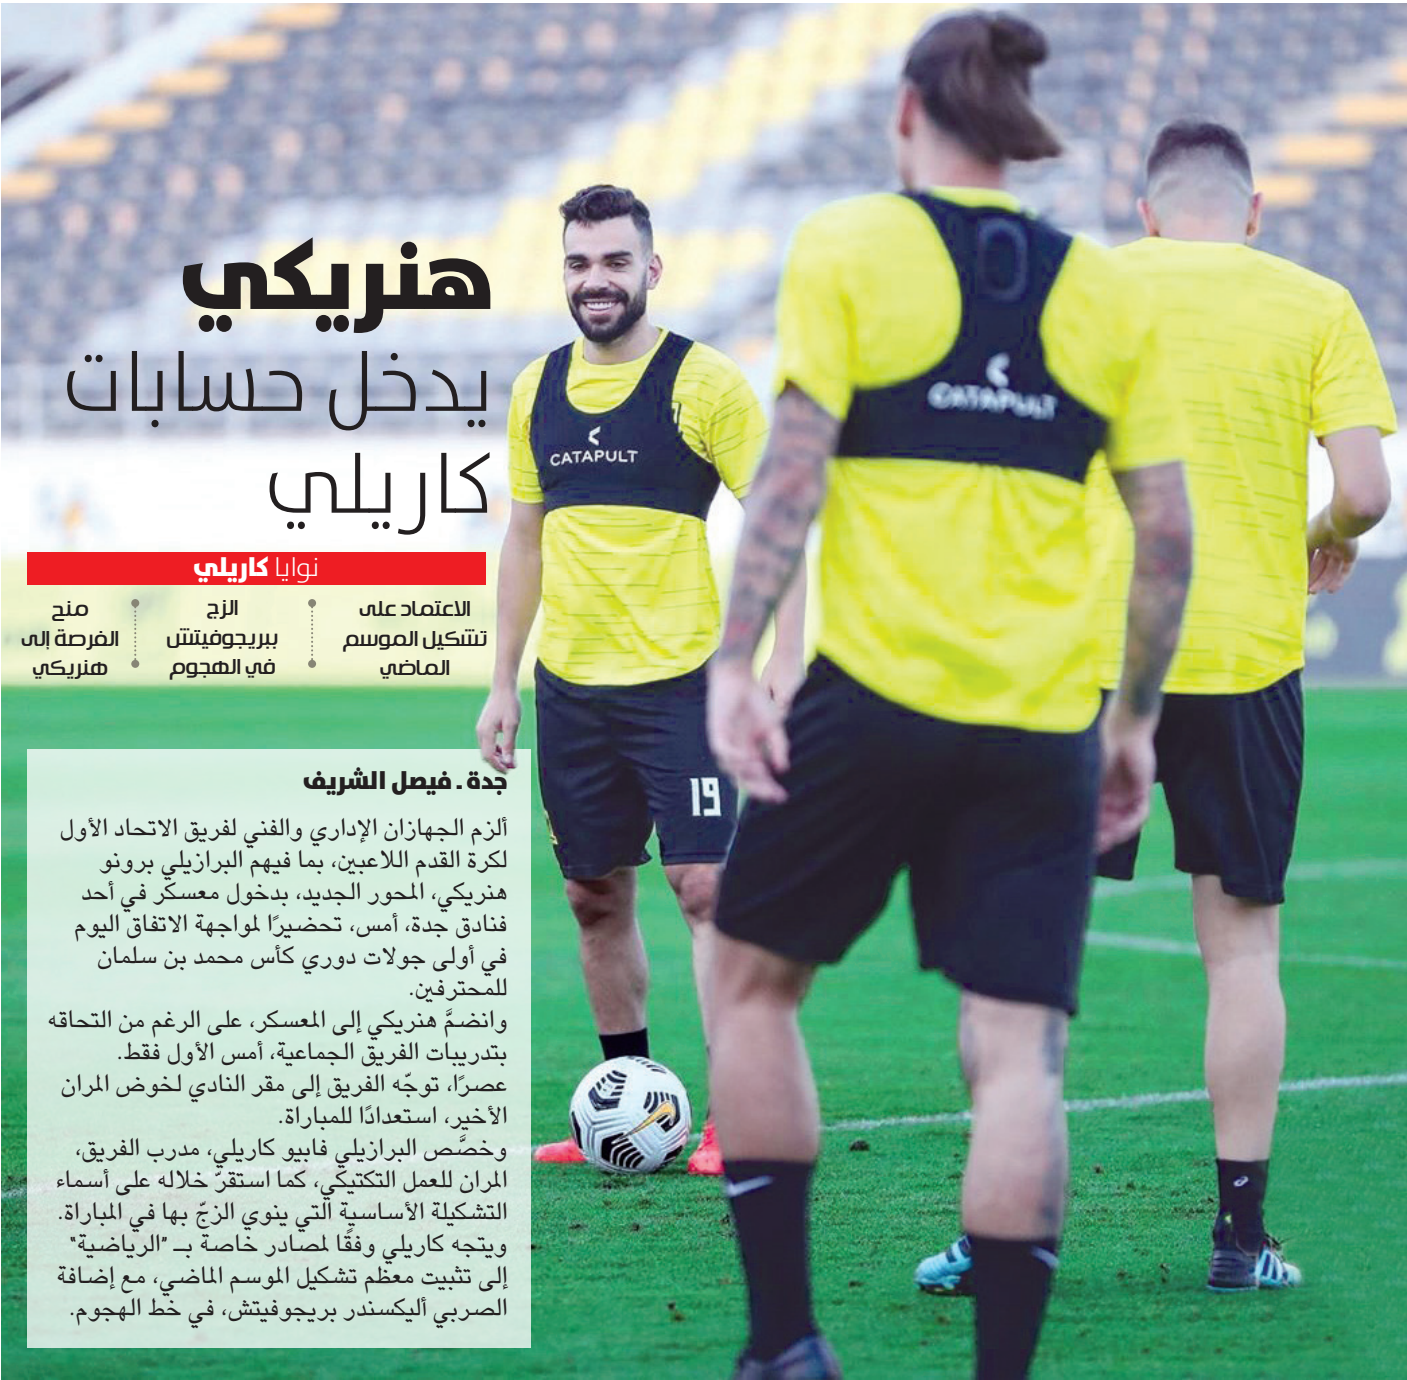 هنريكي
يدخل حسابات
كاريلي
نوايا كاريلي
الاعتماد على
تشكيل الموسم
الماضي
الزج
ببريجوفيتش
في الهجوم
منح
الفرصة إلى
هنريكي
جدة . فيصل الشريف
ألزم الجهازان الإداري والفني لفريق الاتحاد الأول
لكرة القدم اللاعبين، بما فيهم البرازيلي برونو
هنريكي، المحور الجديد، بدخول معسكر في أحد
فنادق جدة، أمس، تحضيرًا لمواجهة الاتفاق اليوم
في أولى جولات دوري كأس محمد بن سلمان
للمحترفين.
وانضمَّ هنريكي إلى المعسكر، على الرغم من التحاقه
بتدريبات الفريق الجماعية، أمس الأول فقط.
عصرًا، توجّه الفريق إلى مقر النادي لخوض المران
الأخير، استعدادًا للمباراة.
وخصَّص البرازيلي فابيو كاريلي، مدرب الفريق،
المران للعمل التكتيكي، كما استقرّ خلاله على أسماء
التشكيلة الأساسية التي ينوي الزجّ بها في المباراة.
ويتجه كاريلي وفقًا لمصادر خاصة بـ "الرياضية"
إلى تثبيت معظم تشكيل الموسم الماضي، مع إضافة
الصربي أليكسندر بريجوفيتش، في خط الهجوم.
CATAPULT
19
CATAPULT